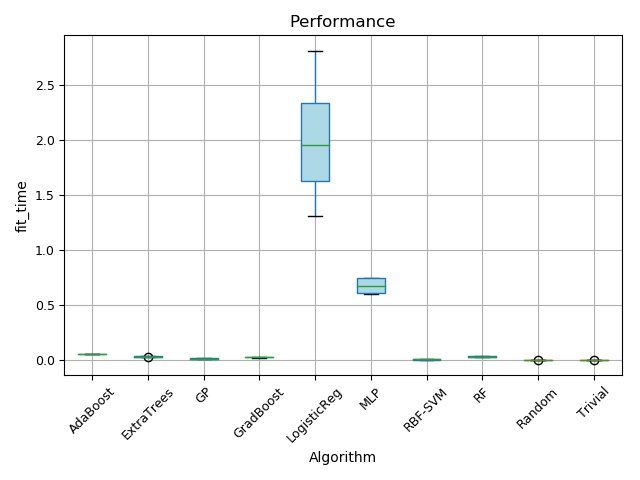 Performance
fit_time
2.5
2.0
1.5
1.0
0.5
0.0
AdaBoost
ExtraTrees
GP
GradBoost
LogisticReg
MLP
RBF-SVM
RF
Random
Trivial
Algorithm